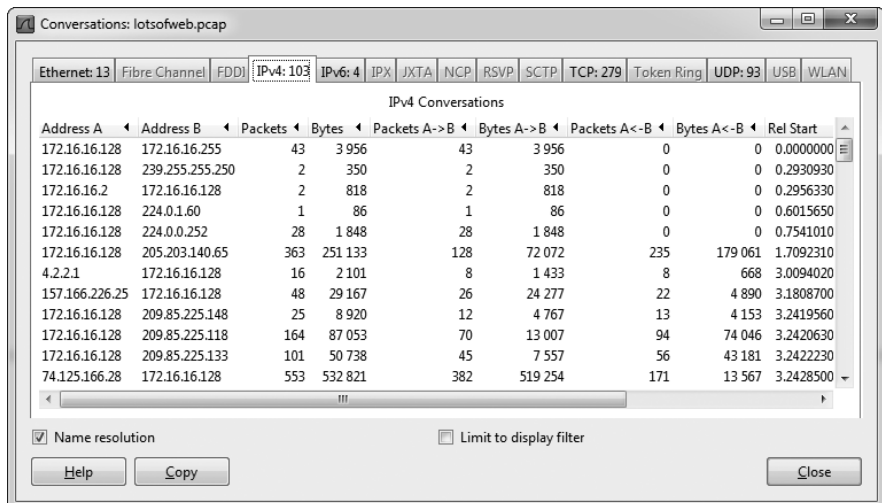 Conversations: lotsofweb.pcap
Ethernet: 13 Fibre Channel FDDI IPv4: 103 IPv6: 4 IPX JXTA NCP RSVP SCTP TCP: 279 Token Ring UDP: 93 USB WLAN
IPv4 Conversations
Address A Address B Packets Bytes Packets A->B Bytes A->B Packets A<-B Bytes A<-B Rel Start
172.16.16.128 172.16.16.255 43 3 956 43 3 956 0 0 0.0000000
172.16.16.128 239.255.255.250 2 350 2 350 0 0 0.2930930
172.16.16.2 172.16.16.128 2 818 2 818 0 0 0.2956330
172.16.16.128 224.0.1.60 1 86 1 86 0 0 0.6015650
172.16.16.128 224.0.0.252 28 1 848 28 1 848 0 0 0.7541010
172.16.16.128 205.203.140.65 363 251 133 128 72 072 235 179 061 1.7092310
4.2.2.1 172.16.16.128 16 2 101 8 1 433 8 668 3.0094020
157.166.226.25 172.16.16.128 48 29 167 26 24 277 22 4 890 3.1808700
172.16.16.128 209.85.225.148 25 8 920 12 4 767 13 4 153 3.2419560
172.16.16.128 209.85.225.118 164 87 053 70 13 007 94 74 046 3.2420630
172.16.16.128 209.85.225.133 101 50 738 45 7 557 56 43 181 3.2422230
74.125.166.28 172.16.16.128 553 532 821 382 519 254 171 13 567 3.2428500
Name resolution Limit to display filter
Help Copy Close